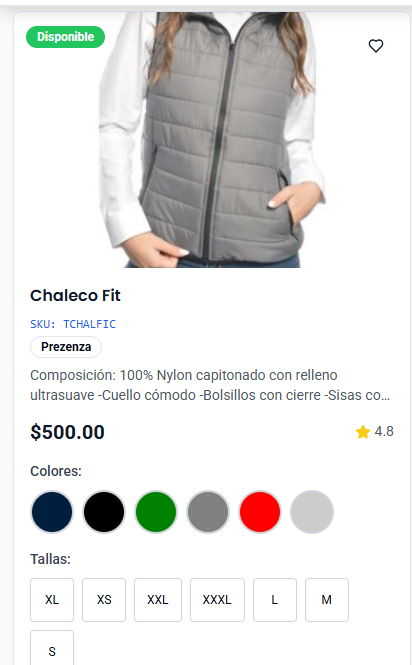 Disponible
Chaleco Fit
SKU: TCHALFIC
Prezenza
Composición: 100% Nylon capitonado con relleno
ultrasuave -Cuello cómodo -Bolsillos con cierre -Sisas co…
$500.00 4.8
Colores:
Tallas:
XL XS XXL XXXL L M
S